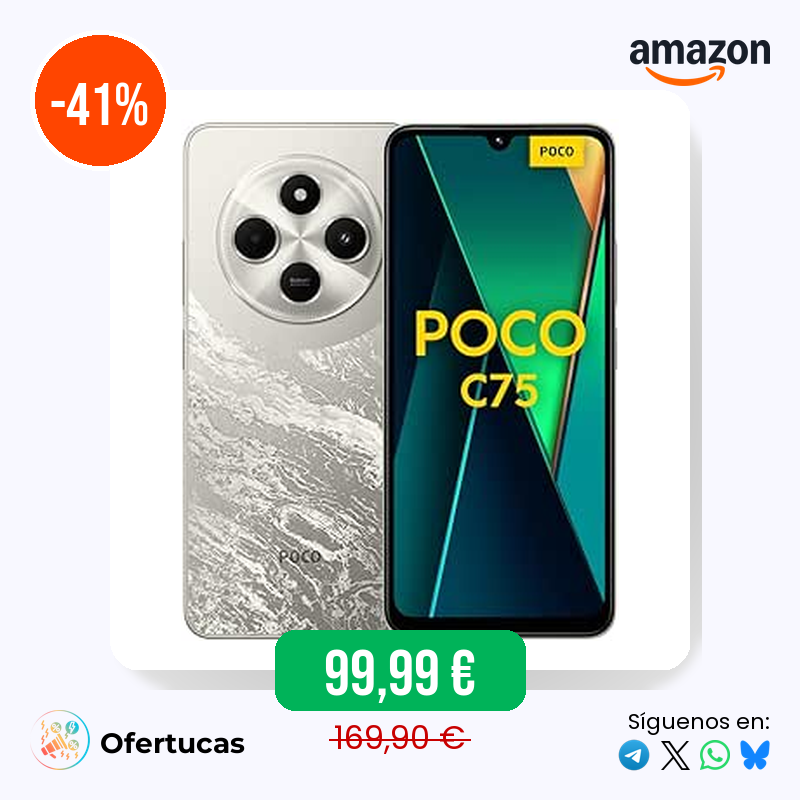 -41%
amazon
POCO
POCO
C75
POCO
99,99 €
169,90 €
Ofertucas
Síguenos en: